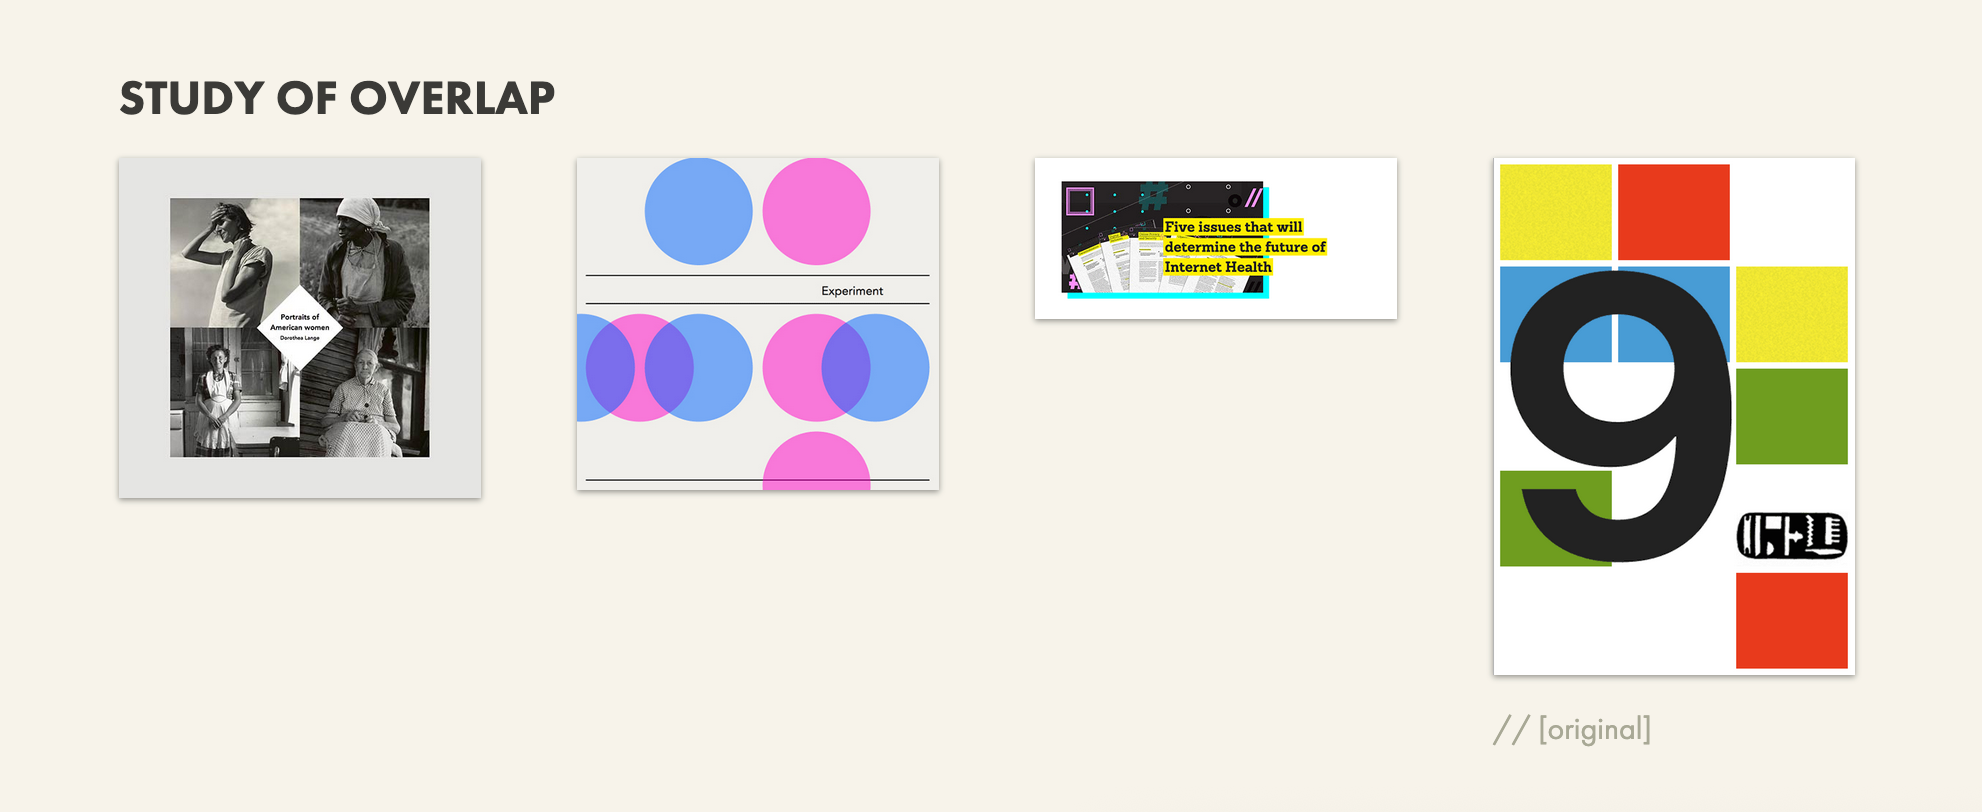 STUDY OF OVERLAP
Portraits of
American women
Dorothea Lange
Experiment
#
//
Five issues that will
determine the future of
Internet Health
9
// [original]